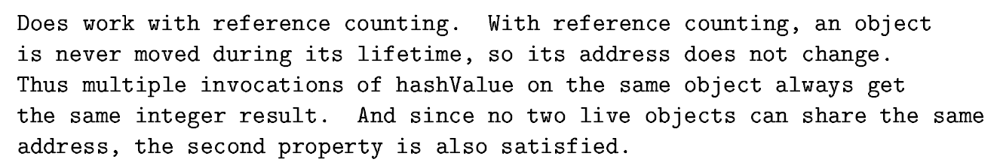 Does work with reference counting.  With reference counting, an object
is never moved during its lifetime, so its address does not change.
Thus multiple invocations of hashValue on the same object always get
the same integer result.  And since no two live objects can share the same
address, the second property is also satisfied.